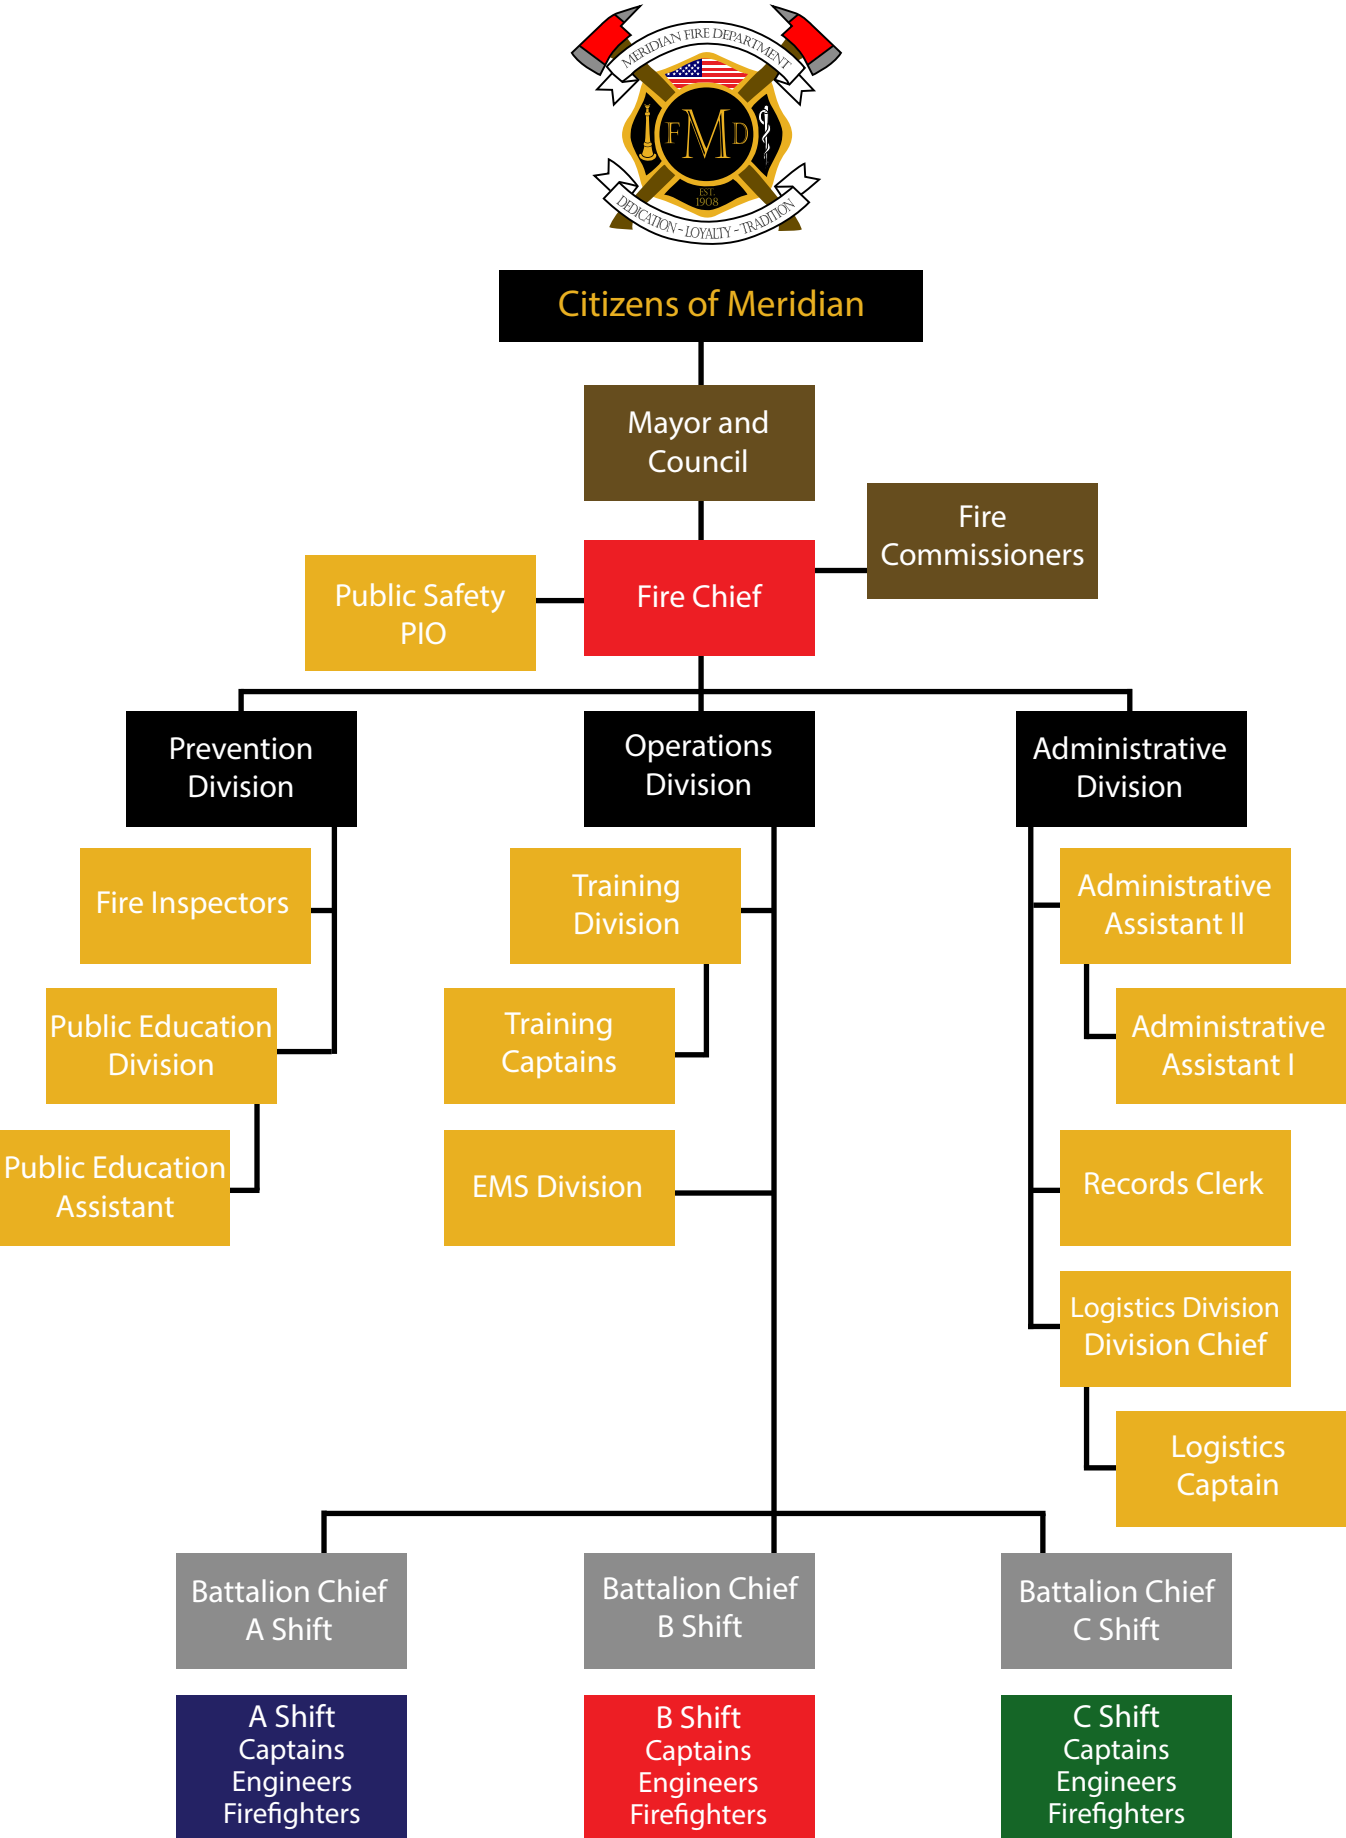 MERIDIAN FIRE DEPARTMENT
F M D
EST.
1908
DEDICATION - LOYALTY - TRADITION
Citizens of Meridian
Mayor and
Council
Fire
Commissioners
Public Safety
PIO
Fire Chief
Prevention
Division
Operations
Division
Administrative
Division
Fire Inspectors
Training
Division
Administrative
Assistant II
Public Education
Division
Training
Captains
Administrative
Assistant I
Public Education
Assistant
EMS Division
Records Clerk
Logistics Division
Division Chief
Logistics
Captain
Battalion Chief
A Shift
Battalion Chief
B Shift
Battalion Chief
C Shift
A Shift
Captains
Engineers
Firefighters
B Shift
Captains
Engineers
Firefighters
C Shift
Captains
Engineers
Firefighters